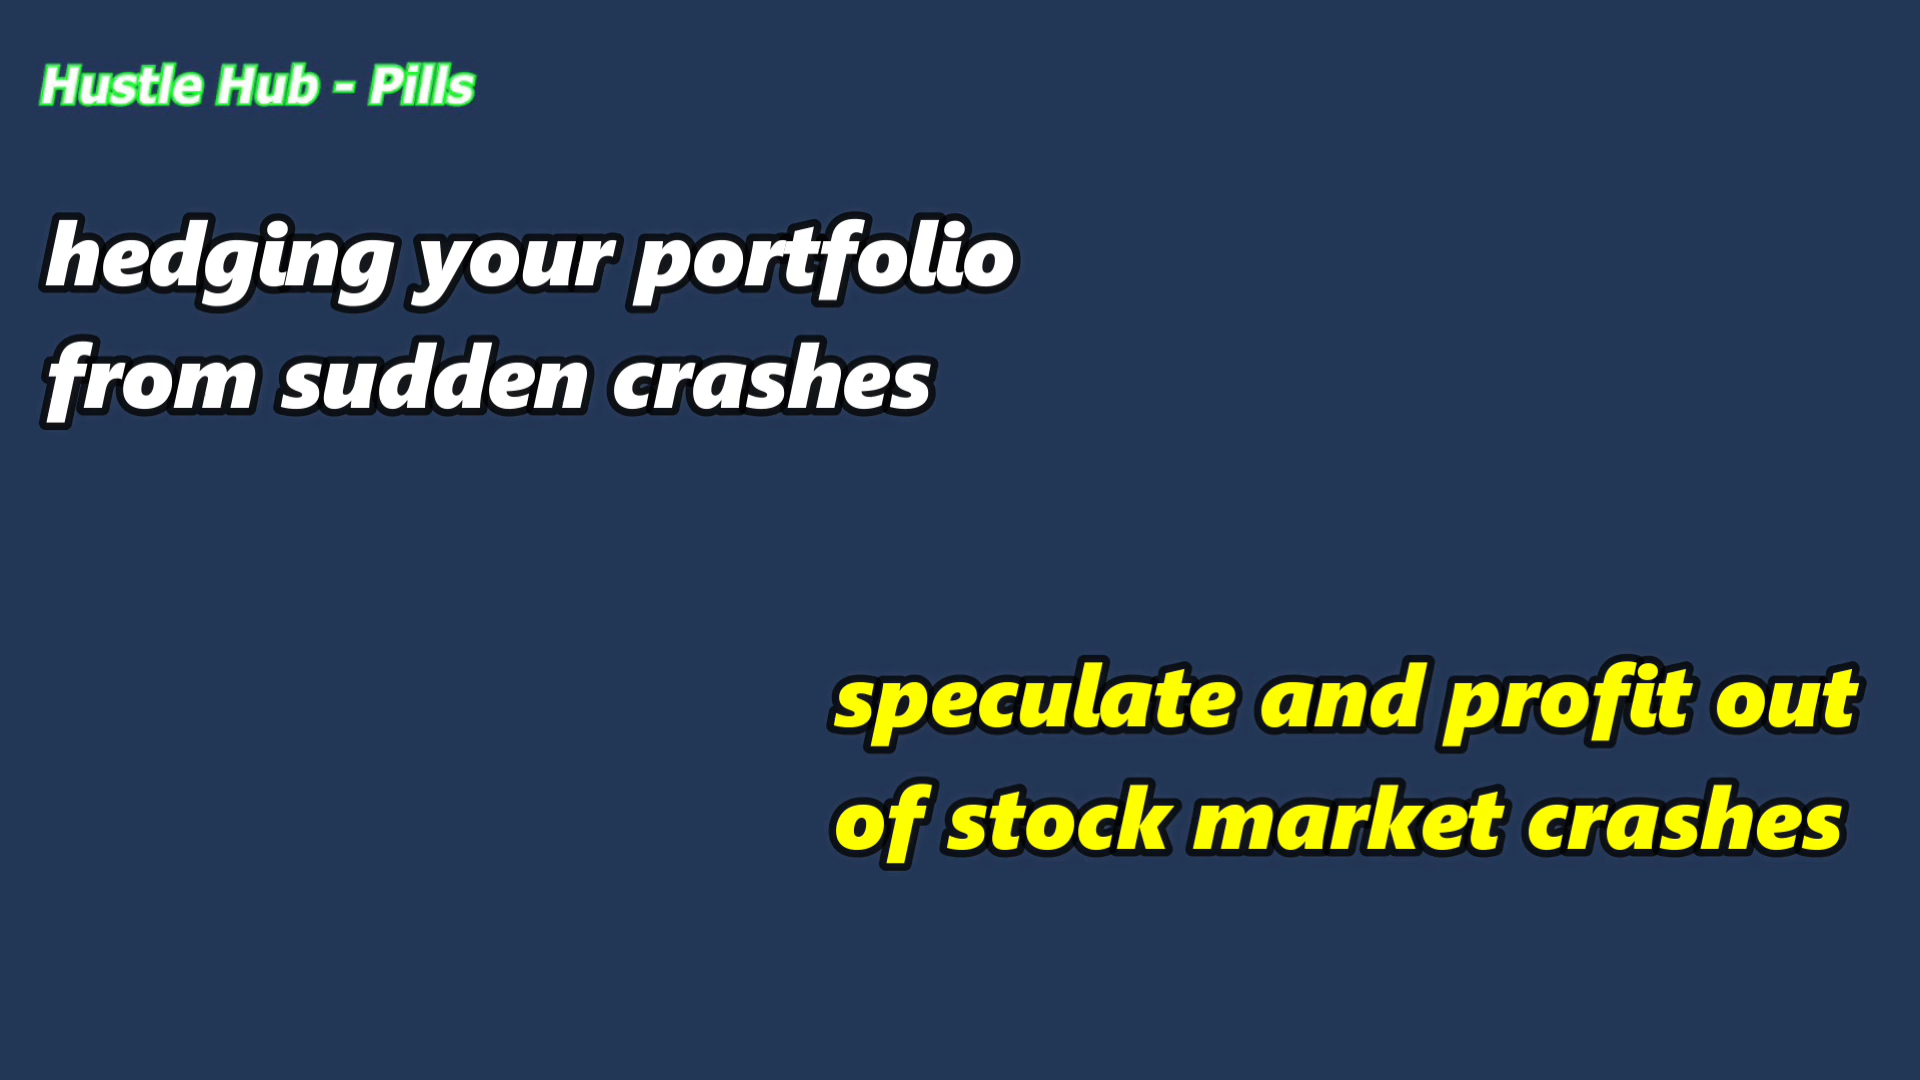 Hustle Hub - Pills
hedging your portfolio
from sudden crashes
speculate and profit out
of stock market crashes